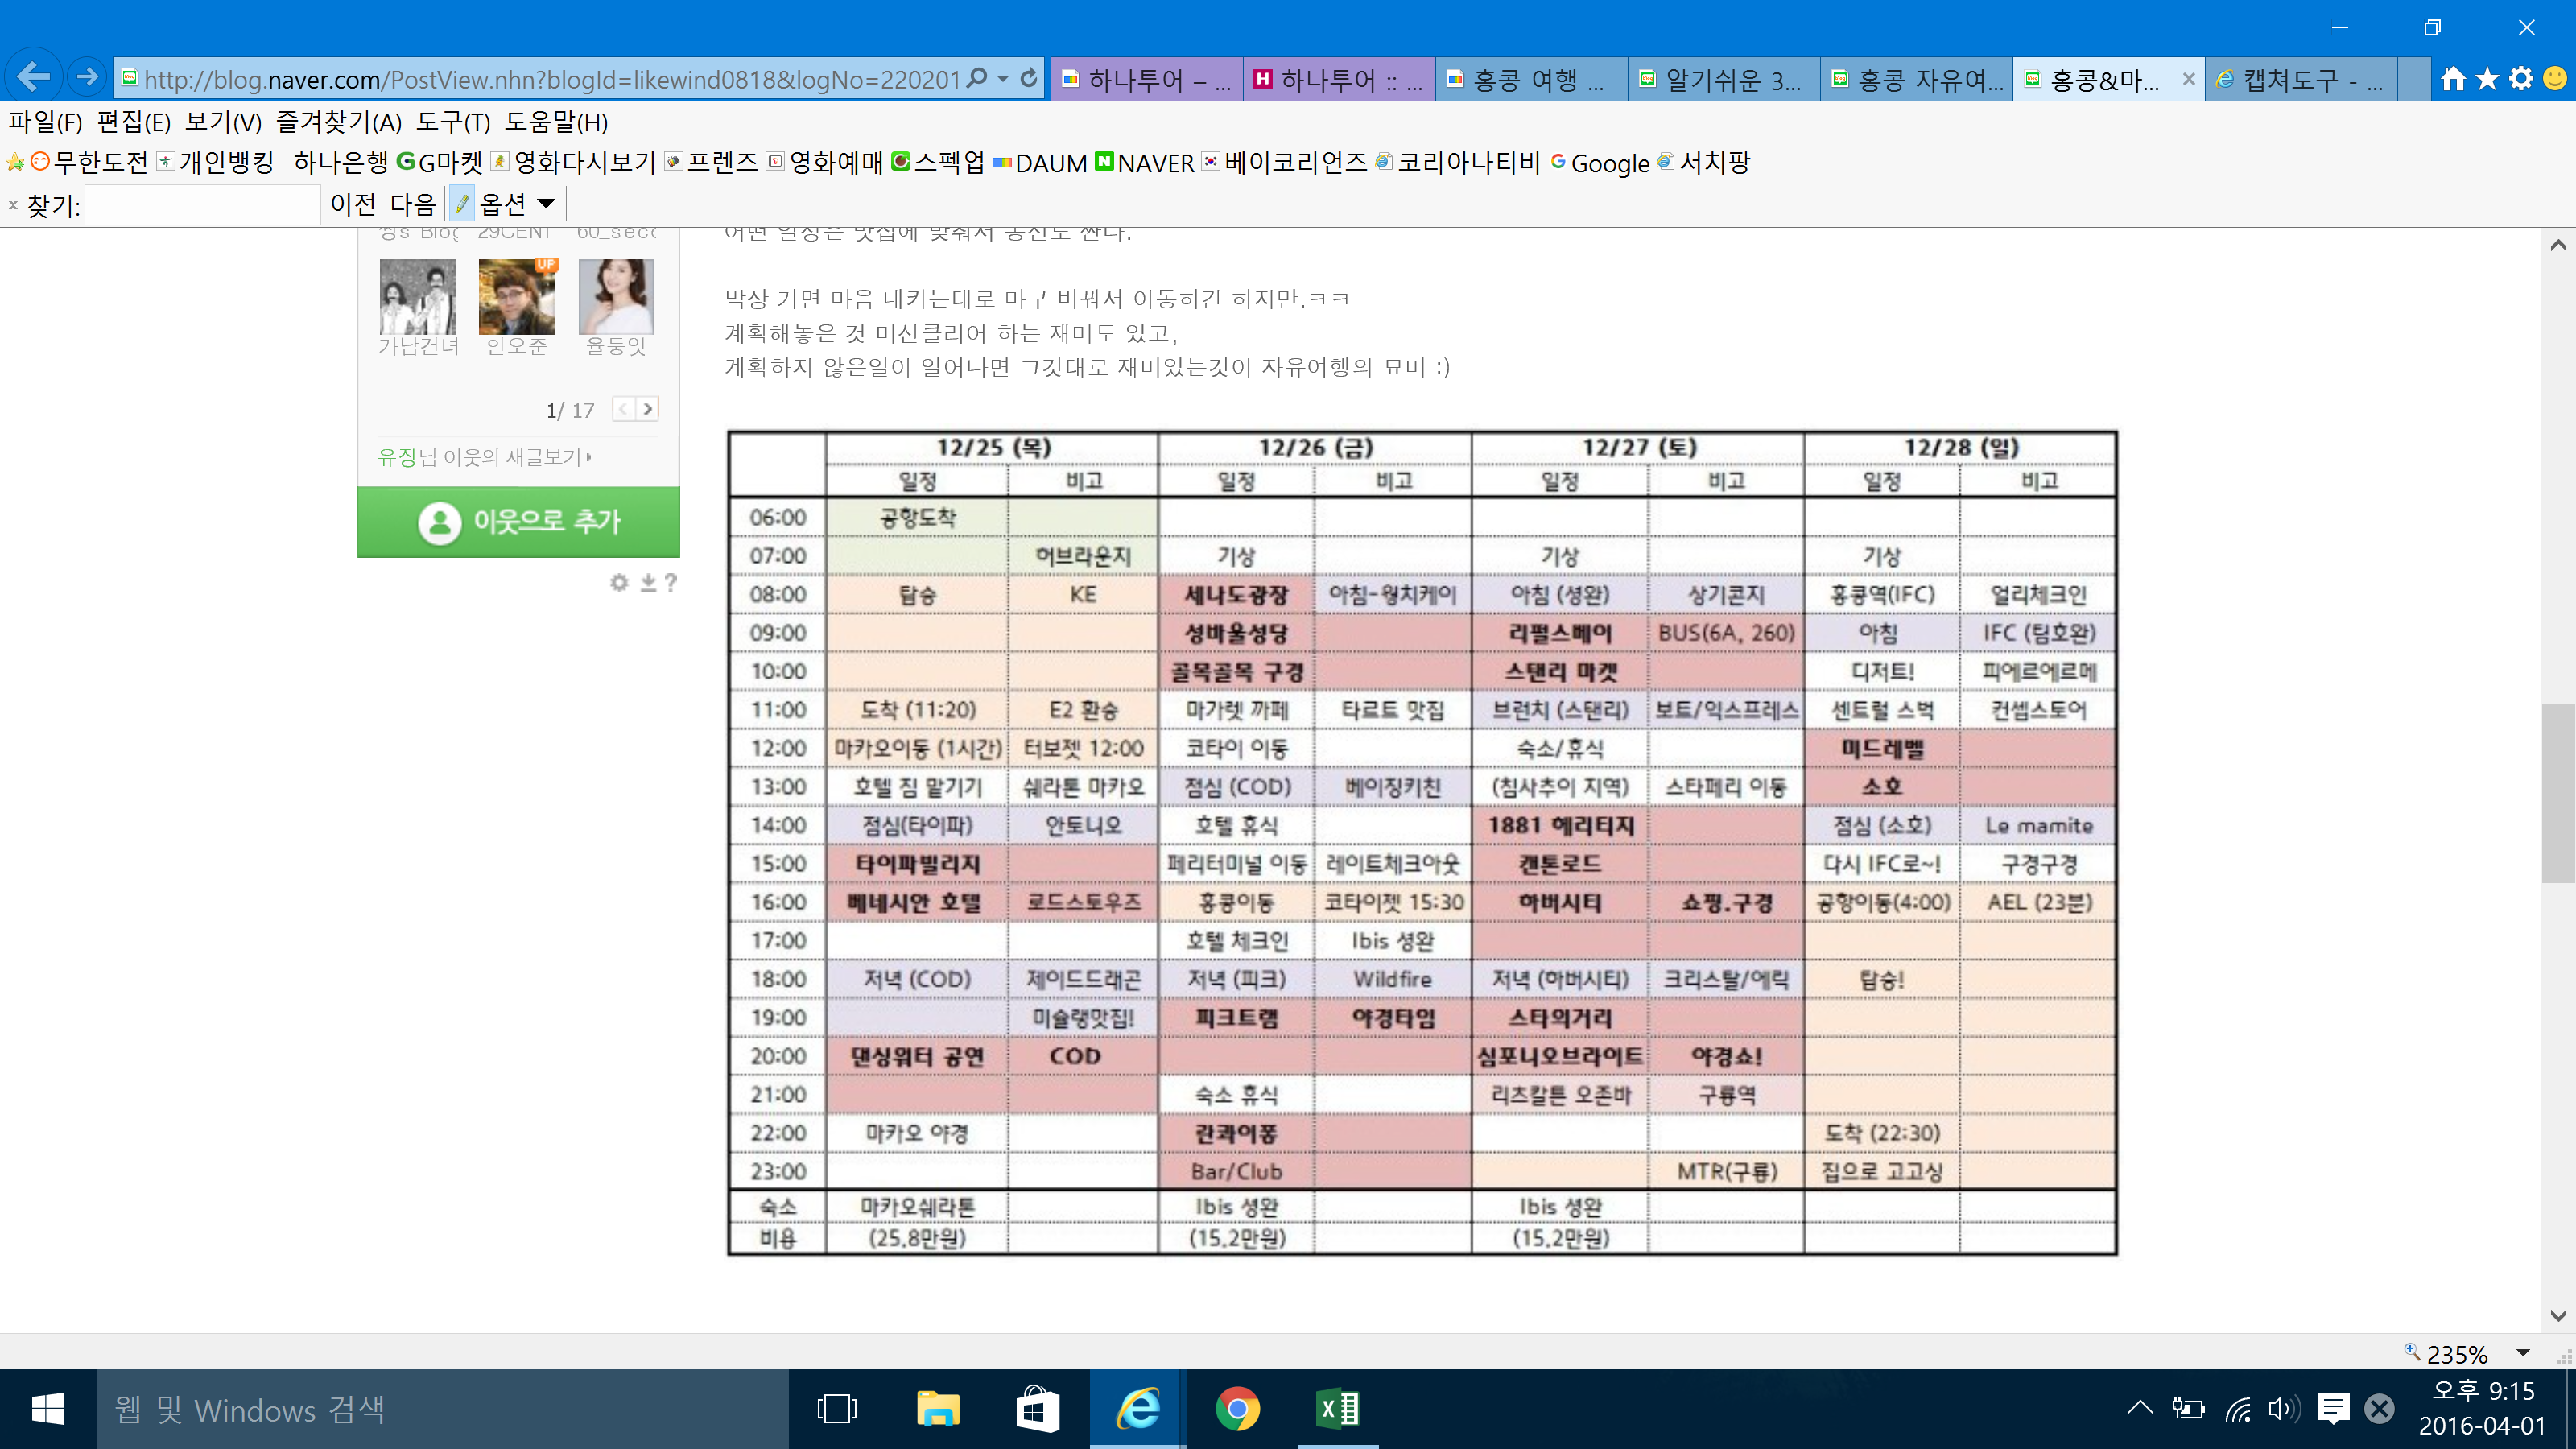 http://blog.naver.com/PostView.nhn?blogId=likewind0818&logNo=220201
하나투어 – ...
하나투어 :: ...
홍콩 여행 ...
알기쉬운 3...
홍콩 자유여...
홍콩&마...
캡쳐도구 - ...
파일(F) 편집(E) 보기(V) 즐겨찾기(A) 도구(T) 도움말(H)
무한도전 개인뱅킹 하나은행 G마켓 영화다시보기 프렌즈 영화예매 스펙업 DAUM NAVER 베이코리언즈 코리아나티비 Google 서치팡
x 찾기: 이전 다음 옵션
어떤 일정은 맛집에 맞춰서 동선도 짠다.
UP
가남건녀 안오준 율둥잇
1/ 17
유징님 이웃의 새글보기
이웃으로 추가
?
막상 가면 마음 내키는대로 마구 바꿔서 이동하긴 하지만.ㅋㅋ
계획해놓은 것 미션클리어 하는 재미도 있고,
계획하지 않은일이 일어나면 그것대로 재미있는것이 자유여행의 묘미 :)
12/25 (목) 12/26 (금) 12/27 (토) 12/28 (일)
일정 비고 일정 비고 일정 비고 일정 비고
06:00 공항도착
07:00 허브라운지 기상 기상 기상
08:00 탑승 KE 세나도광장 아침-웡치케이 아침 (셩완) 상기콘지 홍콩역(IFC) 얼리체크인
09:00 성바울성당 리펄스베이 BUS(6A, 260) 아침 IFC (팀호완)
10:00 골목골목 구경 스탠리 마켓 디저트! 피에르에르메
11:00 도착 (11:20) E2 환승 마가렛 까페 타르트 맛집 브런치 (스탠리) 보트/익스프레스 센트럴 스벅 컨셉스토어
12:00 마카오이동 (1시간) 터보젯 12:00 코타이 이동 숙소/휴식 미드레벨
13:00 호텔 짐 맡기기 쉐라톤 마카오 점심 (COD) 베이징키친 (침사추이 지역) 스타페리 이동 소호
14:00 점심(타이파) 안토니오 호텔 휴식 1881 헤리티지 점심 (소호) Le mamite
15:00 타이파빌리지 페리터미널 이동 레이트체크아웃 캔톤로드 다시 IFC로~! 구경구경
16:00 베네시안 호텔 로드스토우즈 홍콩이동 코타이젯 15:30 하버시티 쇼핑.구경 공항이동(4:00) AEL (23분)
17:00 호텔 체크인 Ibis 셩완
18:00 저녁 (COD) 제이드드래곤 저녁 (피크) Wildfire 저녁 (하버시티) 크리스탈/에릭 탑승!
19:00 미슐랭맛집! 피크트램 야경타임 스타의거리
20:00 댄싱워터 공연 COD 심포니오브라이트 야경쇼!
21:00 숙소 휴식 리츠칼튼 오존바 구룡역
22:00 마카오 야경 란콰이퐁 도착 (22:30)
23:00 Bar/Club MTR(구룡) 집으로 고고싱
숙소 마카오쉐라톤 Ibis 셩완 Ibis 셩완
비용 (25.8만원) (15.2만원) (15.2만원)
235%
웹 및 Windows 검색
오후 9:15
2016-04-01